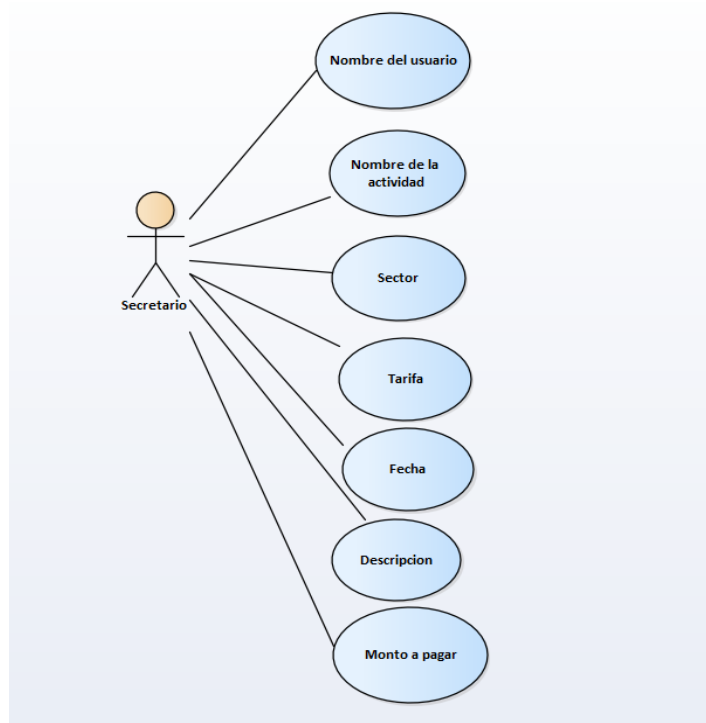 Nombre del usuario
Nombre de la
actividad
Sector
Secretario
Tarifa
Fecha
Descripcion
Monto a pagar